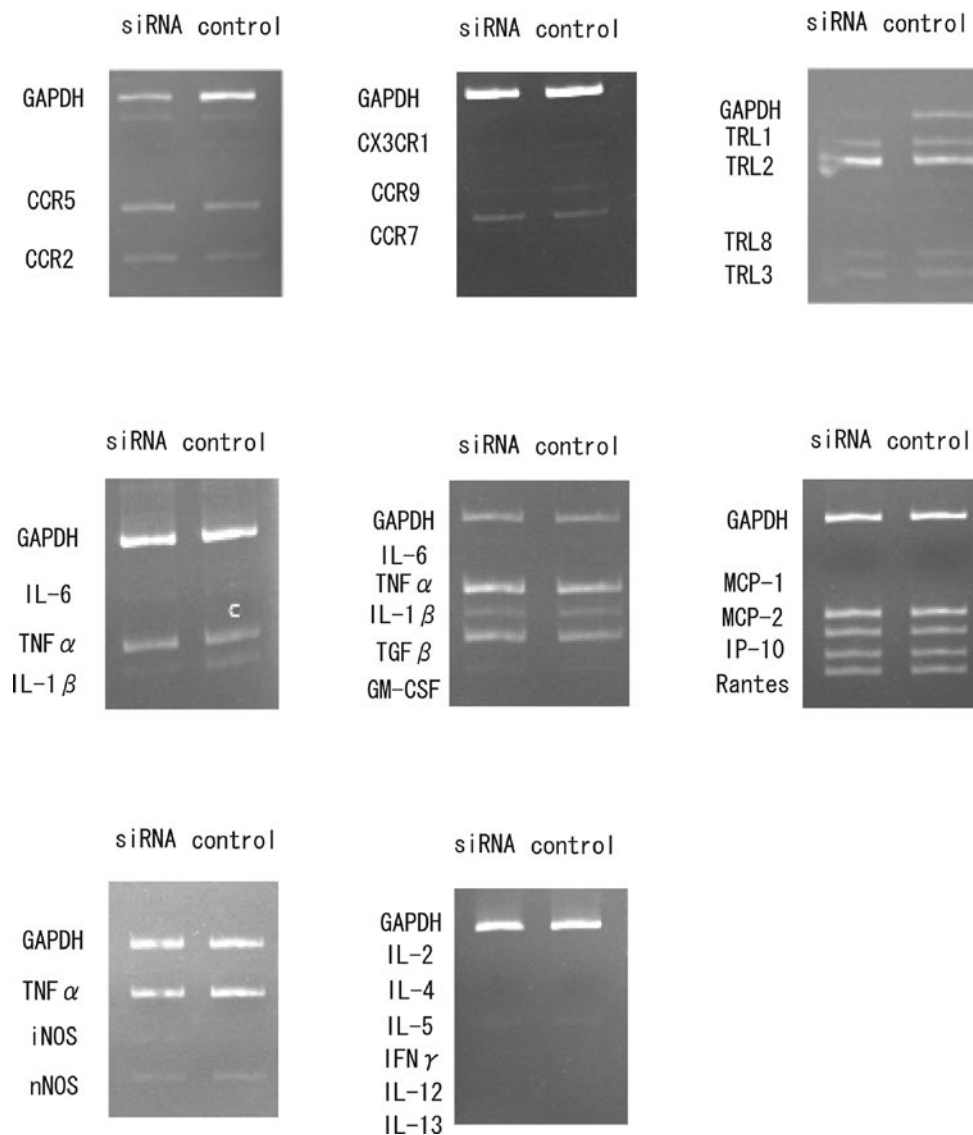 siRNA control
GAPDH
CCR5
CCR2
siRNA control
GAPDH
CX3CR1
CCR9
CCR7
siRNA control
GAPDH
TRL1
TRL2
TRL8
TRL3
siRNA control
GAPDH
IL-6
TNF α
IL-1 β
c
siRNA control
GAPDH
IL-6
TNF α
IL-1 β
TGF β
GM-CSF
siRNA control
GAPDH
MCP-1
MCP-2
IP-10
Rantes
siRNA control
GAPDH
TNF α
iNOS
nNOS
siRNA control
GAPDH
IL-2
IL-4
IL-5
IFN γ
IL-12
IL-13